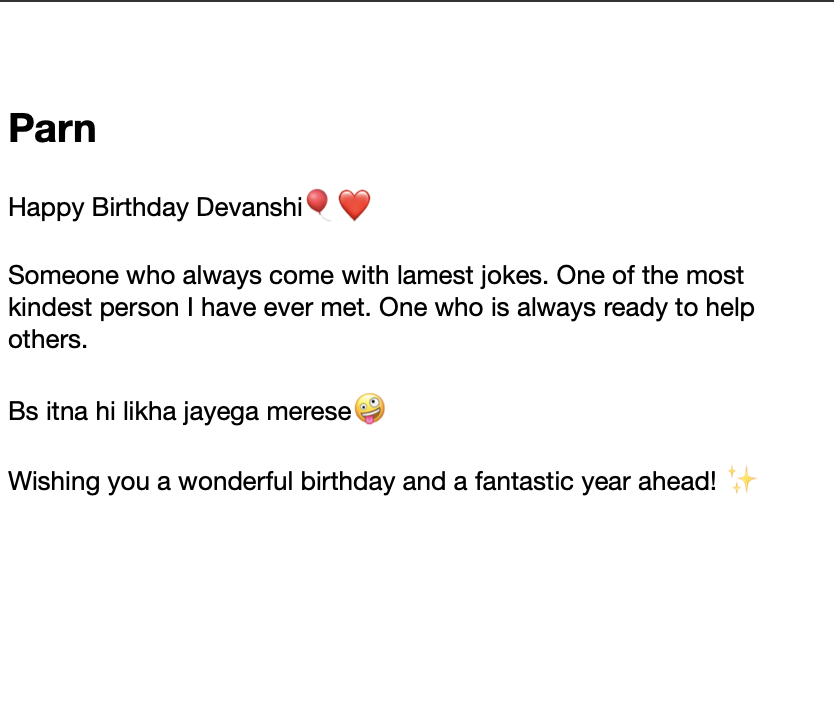 Parn
Happy Birthday Devanshi🎈❤️
Someone who always come with lamest jokes. One of the most
kindest person I have ever met. One who is always ready to help
others.
Bs itna hi likha jayega merese🤪
Wishing you a wonderful birthday and a fantastic year ahead! ✨